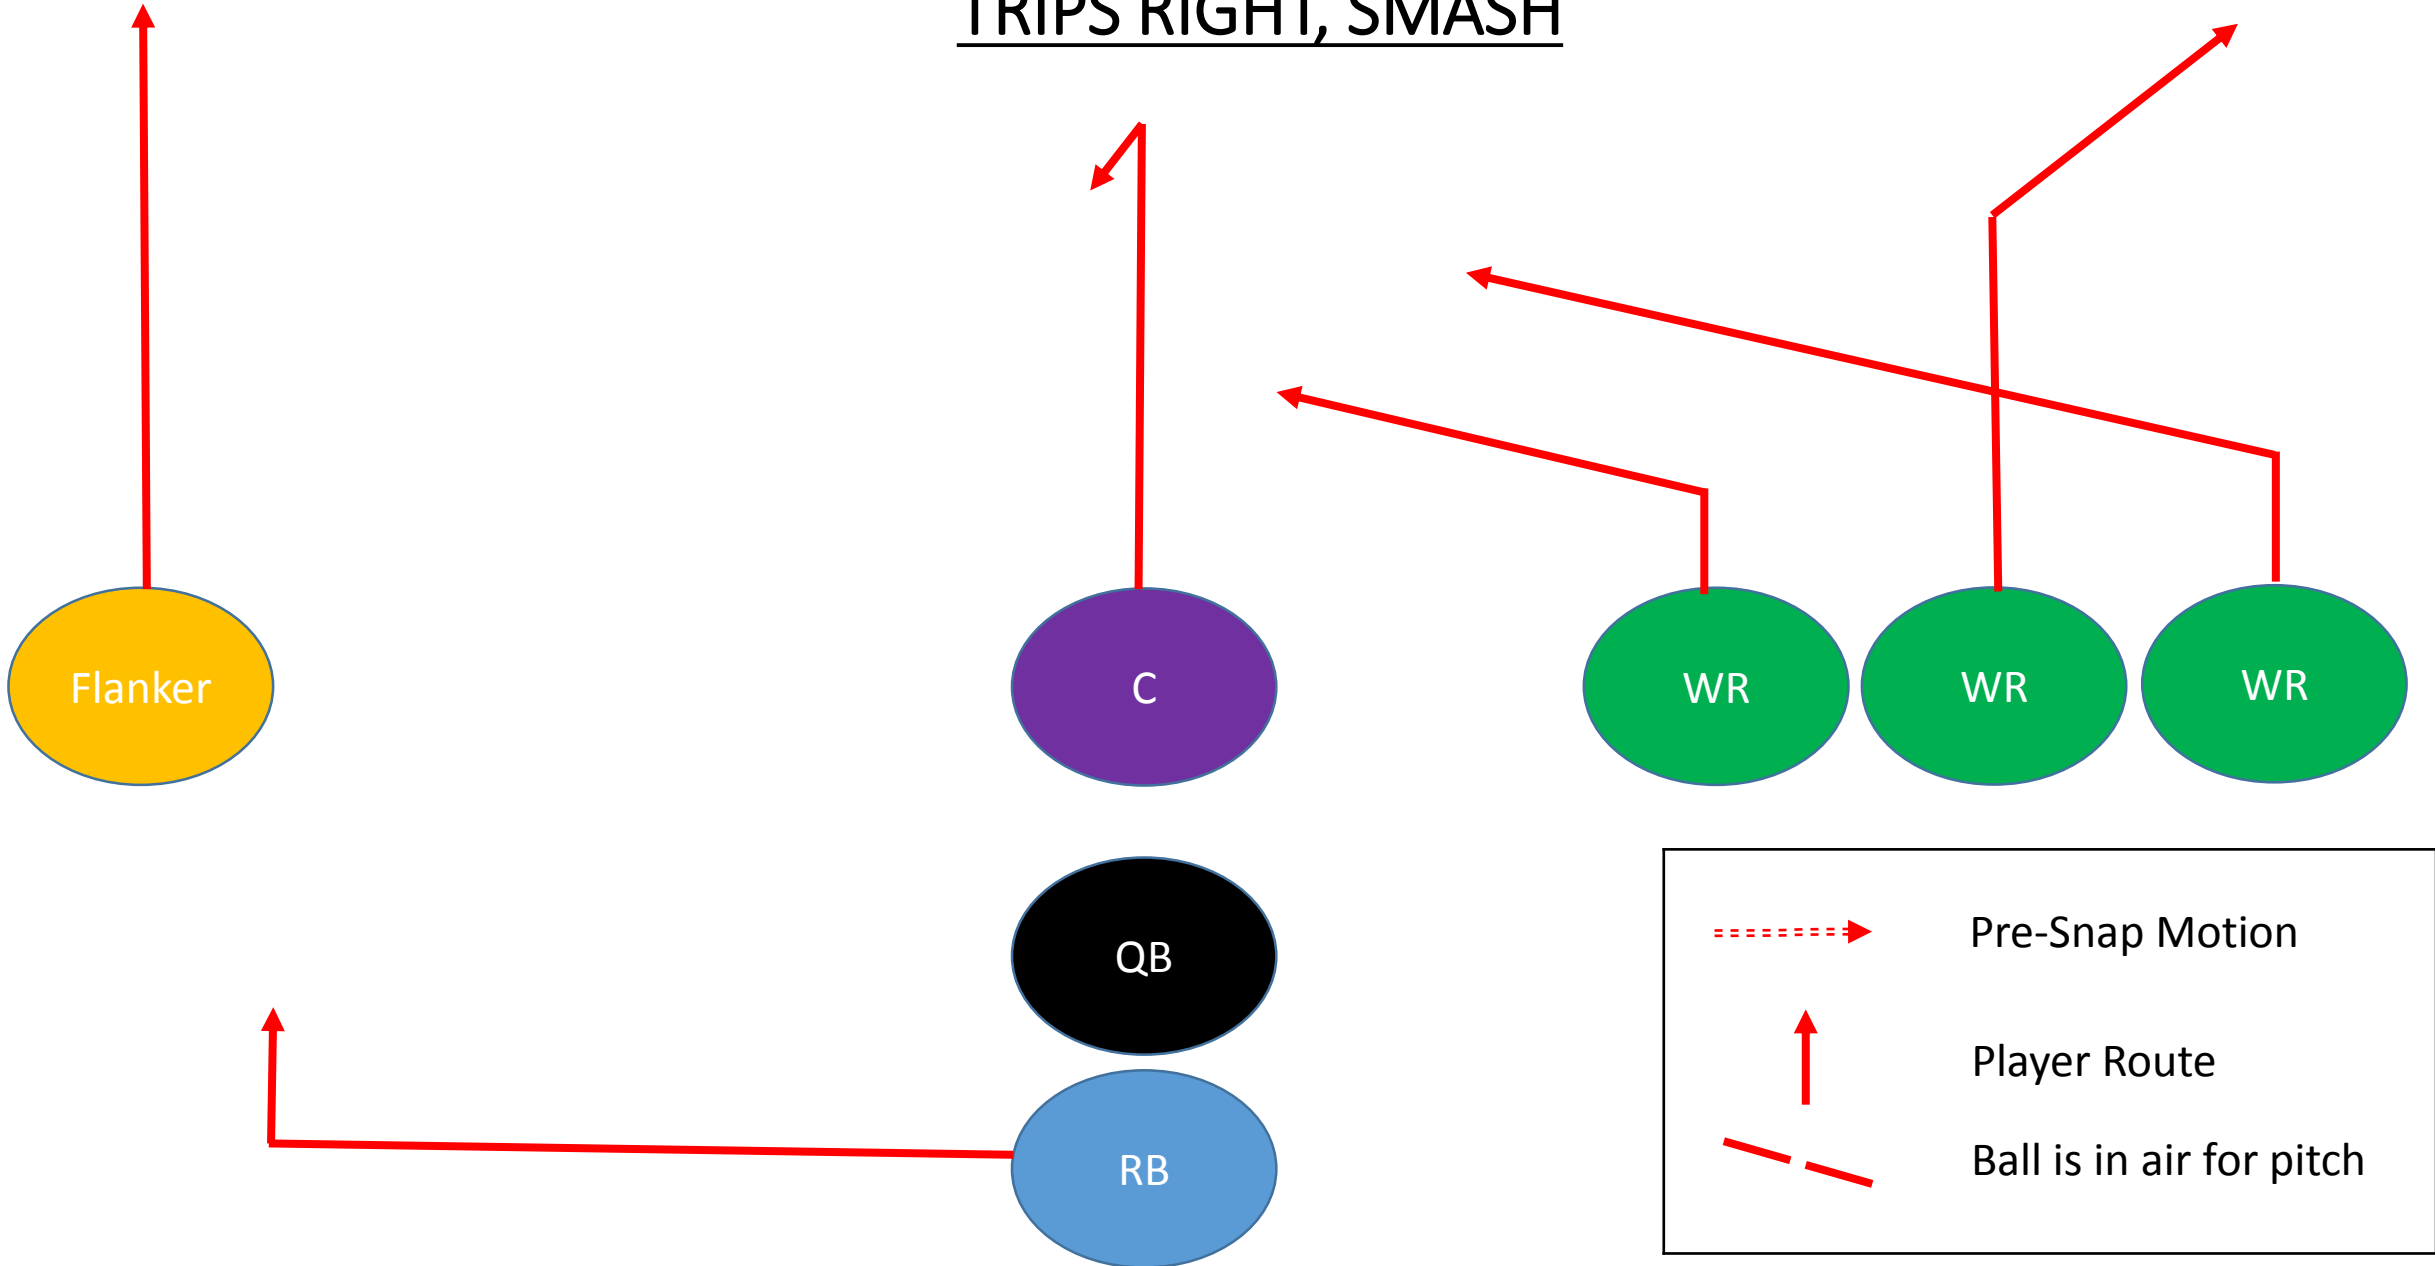 TRIPS RIGHT, SMASH
Flanker
C
WR
WR
WR
QB
RB
Pre-Snap Motion
Player Route
Ball is in air for pitch